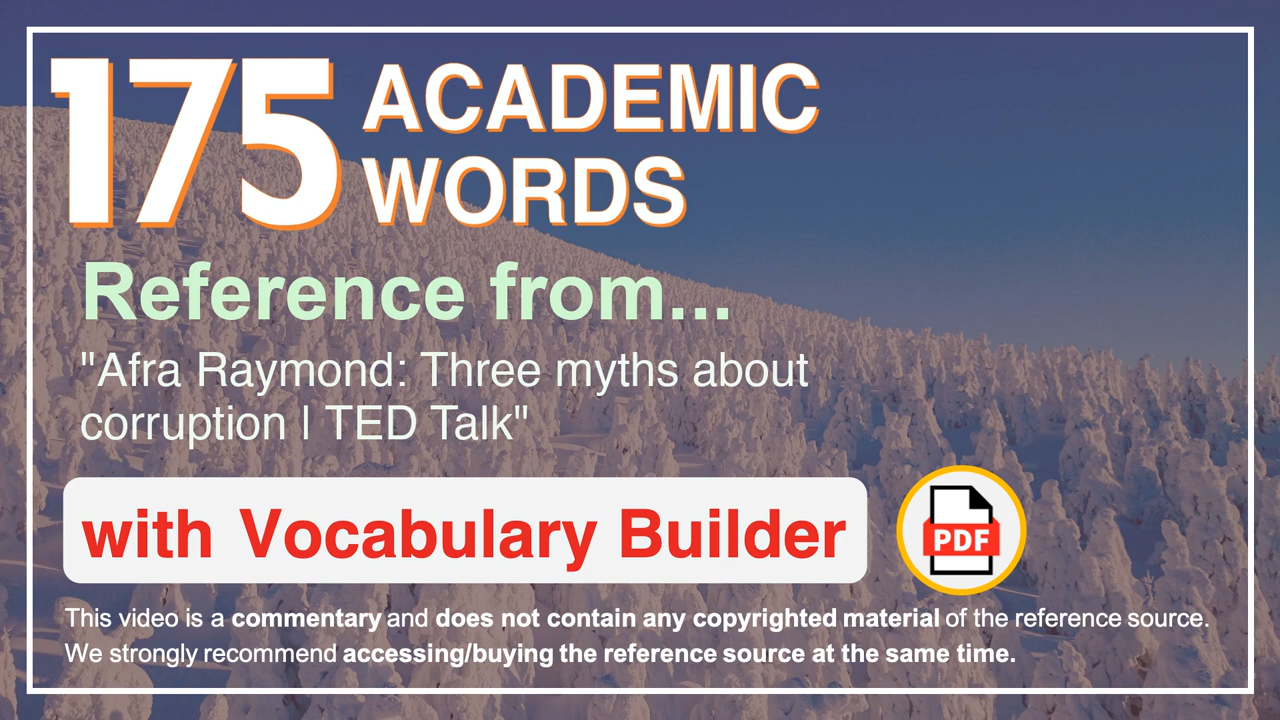 175 ACADEMIC
WORDS
Reference from...
"Afra Raymond: Three myths about
corruption | TED Talk"
with Vocabulary Builder
PDF
This video is a commentary and does not contain any copyrighted material of the reference source.
We strongly recommend accessing/buying the reference source at the same time.